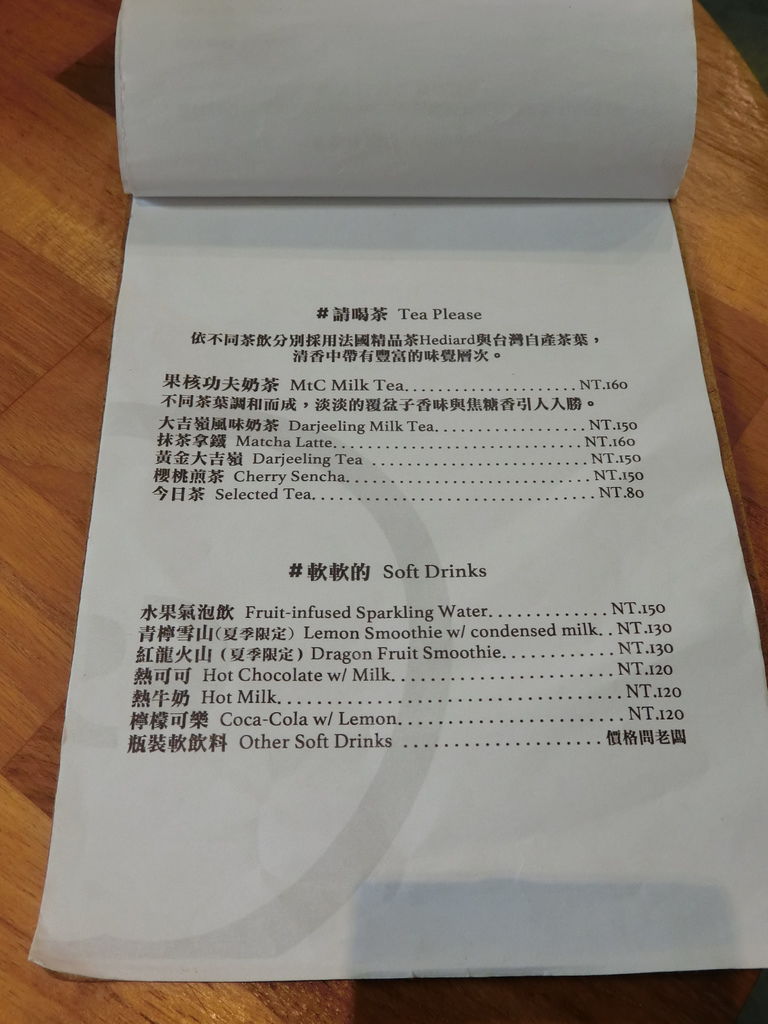 #請喝茶 Tea Please
依不同茶飲分別採用法國精品茶Hediard與台灣自產茶葉，
清香中帶有豐富的味覺層次。
果核功夫奶茶 MtC Milk Tea......................NT.160
不同茶葉調和而成，淡淡的覆盆子香味與焦糖香引人入勝。
大吉嶺風味奶茶 Darjeeling Milk Tea....................NT.150
抹茶拿鐵 Matcha Latte..................................NT.160
黃金大吉嶺 Darjeeling Tea ............................NT.150
櫻桃煎茶 Cherry Sencha................................NT.150
今日茶 Selected Tea.....................................NT.80
#軟軟的 Soft Drinks
水果氣泡飲 Fruit-infused Sparkling Water............NT.150
青檸雪山（夏季限定）Lemon Smoothie w/ condensed milk..NT.130
紅龍火山（夏季限定）Dragon Fruit Smoothie............NT.130
熱可可 Hot Chocolate w/ Milk.........................NT.120
熱牛奶 Hot Milk.......................................NT.120
檸檬可樂 Coca-Cola w/ Lemon.........................NT.120
瓶裝軟飲料 Other Soft Drinks ......................價格問老闆